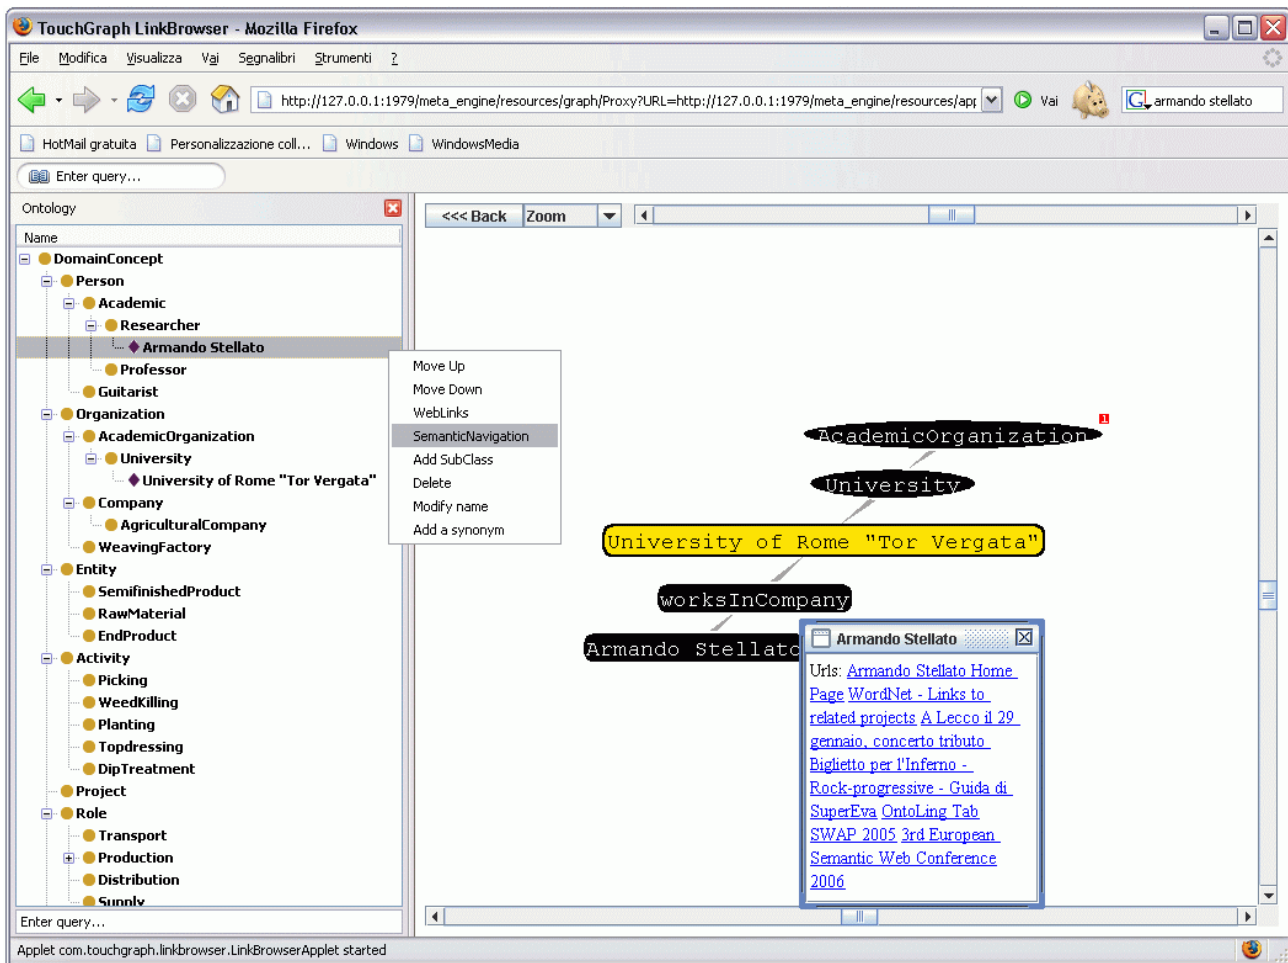 TouchGraph LinkBrowser - Mozilla Firefox
File Modifica Visualizza Vai Segnalibri Strumenti ?
http://127.0.0.1:1979/meta_engine/resources/graph/Proxy?URL=http://127.0.0.1:1979/meta_engine/resources/apr Vai G armando stellato
HotMail gratuita Personalizzazione coll... Windows WindowsMedia
Enter query...
Ontology
Name
DomainConcept
Person
Academic
Researcher
Armando Stellato
Professor
Guitarist
Organization
AcademicOrganization
University
University of Rome "Tor Vergata"
Company
AgriculturalCompany
WeavingFactory
Entity
SemifinishedProduct
RawMaterial
EndProduct
Activity
Picking
WeedKilling
Planting
Topdressing
DipTreatment
Project
Role
Transport
Production
Distribution
Supply
Enter query...
Move Up
Move Down
WebLinks
SemanticNavigation
Add SubClass
Delete
Modify name
Add a synonym
<<< Back Zoom
1
AcademicOrganization
University
University of Rome "Tor Vergata"
worksInCompany
Armando Stellato
Armando Stellato
Urls: Armando Stellato Home
Page WordNet - Links to
related projects A Lecco il 29
gennaio, concerto tributo
Biglietto per l'Inferno -
Rock-progressive - Guida di
SuperEva OntoLing Tab
SWAP 2005 3rd European
Semantic Web Conference
2006
Applet com.touchgraph.linkbrowser.LinkBrowserApplet started